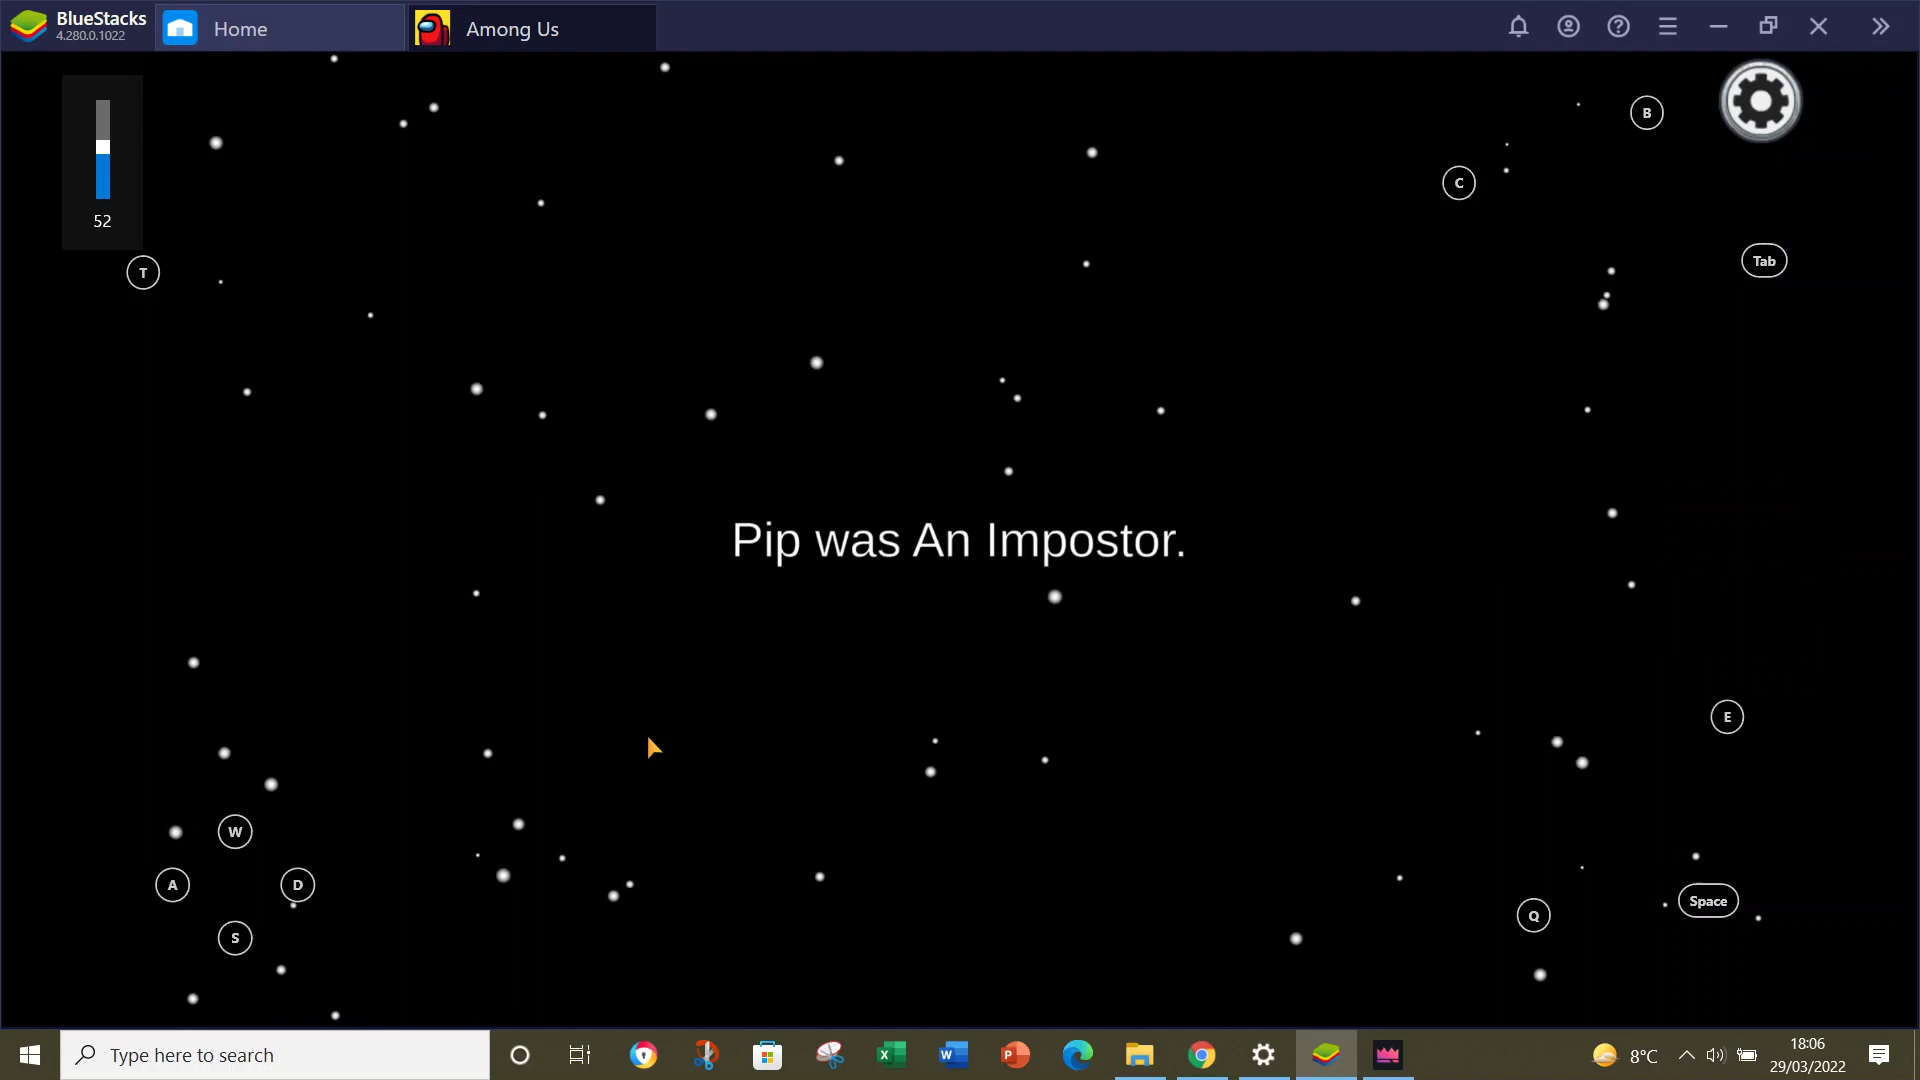 BlueStacks
4.280.0.1022
Home
Among Us
52
B
C
T
Tab
Pip was An Impostor.
E
W
A
D
S
Q
Space
Type here to search
8°C
18:06
29/03/2022